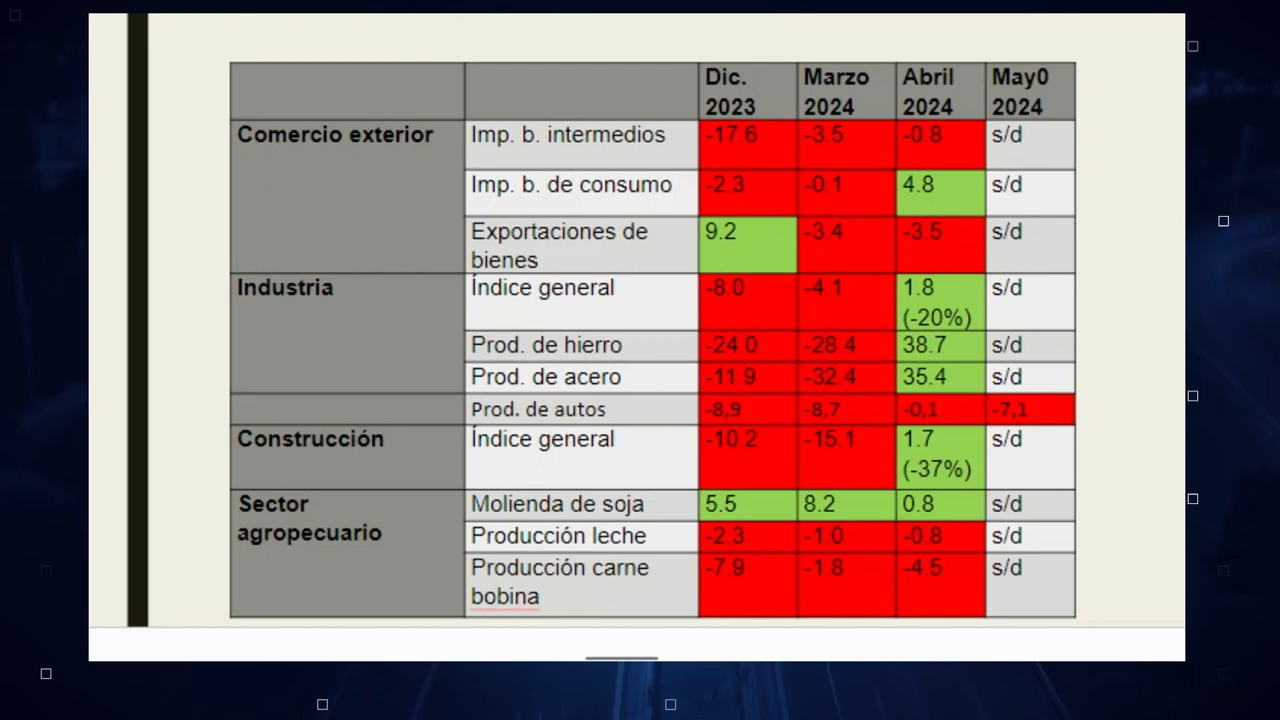 Dic. 2023 Marzo 2024 Abril 2024 May0 2024
Comercio exterior Imp. b. intermedios -17.6 -3.5 -0.8 s/d
Imp. b. de consumo -2.3 -0.1 4.8 s/d
Exportaciones de bienes 9.2 -3.4 -3.5 s/d
Industria Índice general -8.0 -4.1 1.8 (-20%) s/d
Prod. de hierro -24.0 -28.4 38.7 s/d
Prod. de acero -11.9 -32.4 35.4 s/d
Prod. de autos -8,9 -8,7 -0,1 -7,1
Construcción Índice general -10.2 -15.1 1.7 (-37%) s/d
Sector agropecuario Molienda de soja 5.5 8.2 0.8 s/d
Producción leche -2.3 -1.0 -0.8 s/d
Producción carne bobina -7.9 -1.8 -4.5 s/d